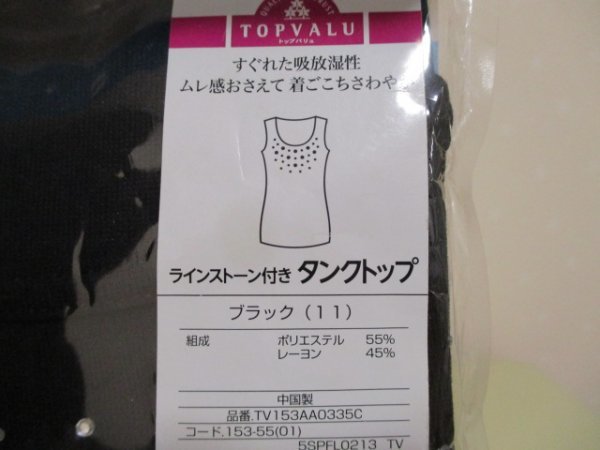 TOPVALU
トップバリュ
すぐれた吸放湿性
ムレ感おさえて 着ごこちさわや
ラインストーン付き タンクトップ
ブラック（11）
組成 ポリエステル 55%
レーヨン 45%
中国製
品番.TV153AA0335C
コード.153-55(01)
5SPFL0213 TV